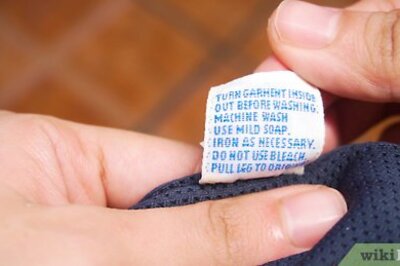 TURN GARMENT INSIDE
OUT BEFORE WASHING.
MACHINE WASH
USE MILD SOAP.
IRON AS NECESSARY.
DO NOT USE BLEACH.
PULL LEG TO
wiki